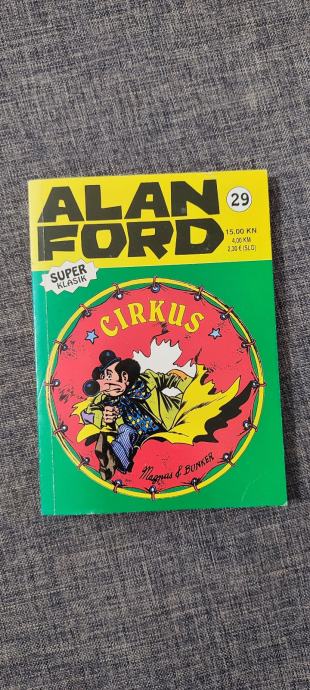 ALAN
FORD
29
15,00 KN
4,00 KM
2,30 € (SLO)
SUPER
KLASIK
CIRKUS
Magnus & BUNKER